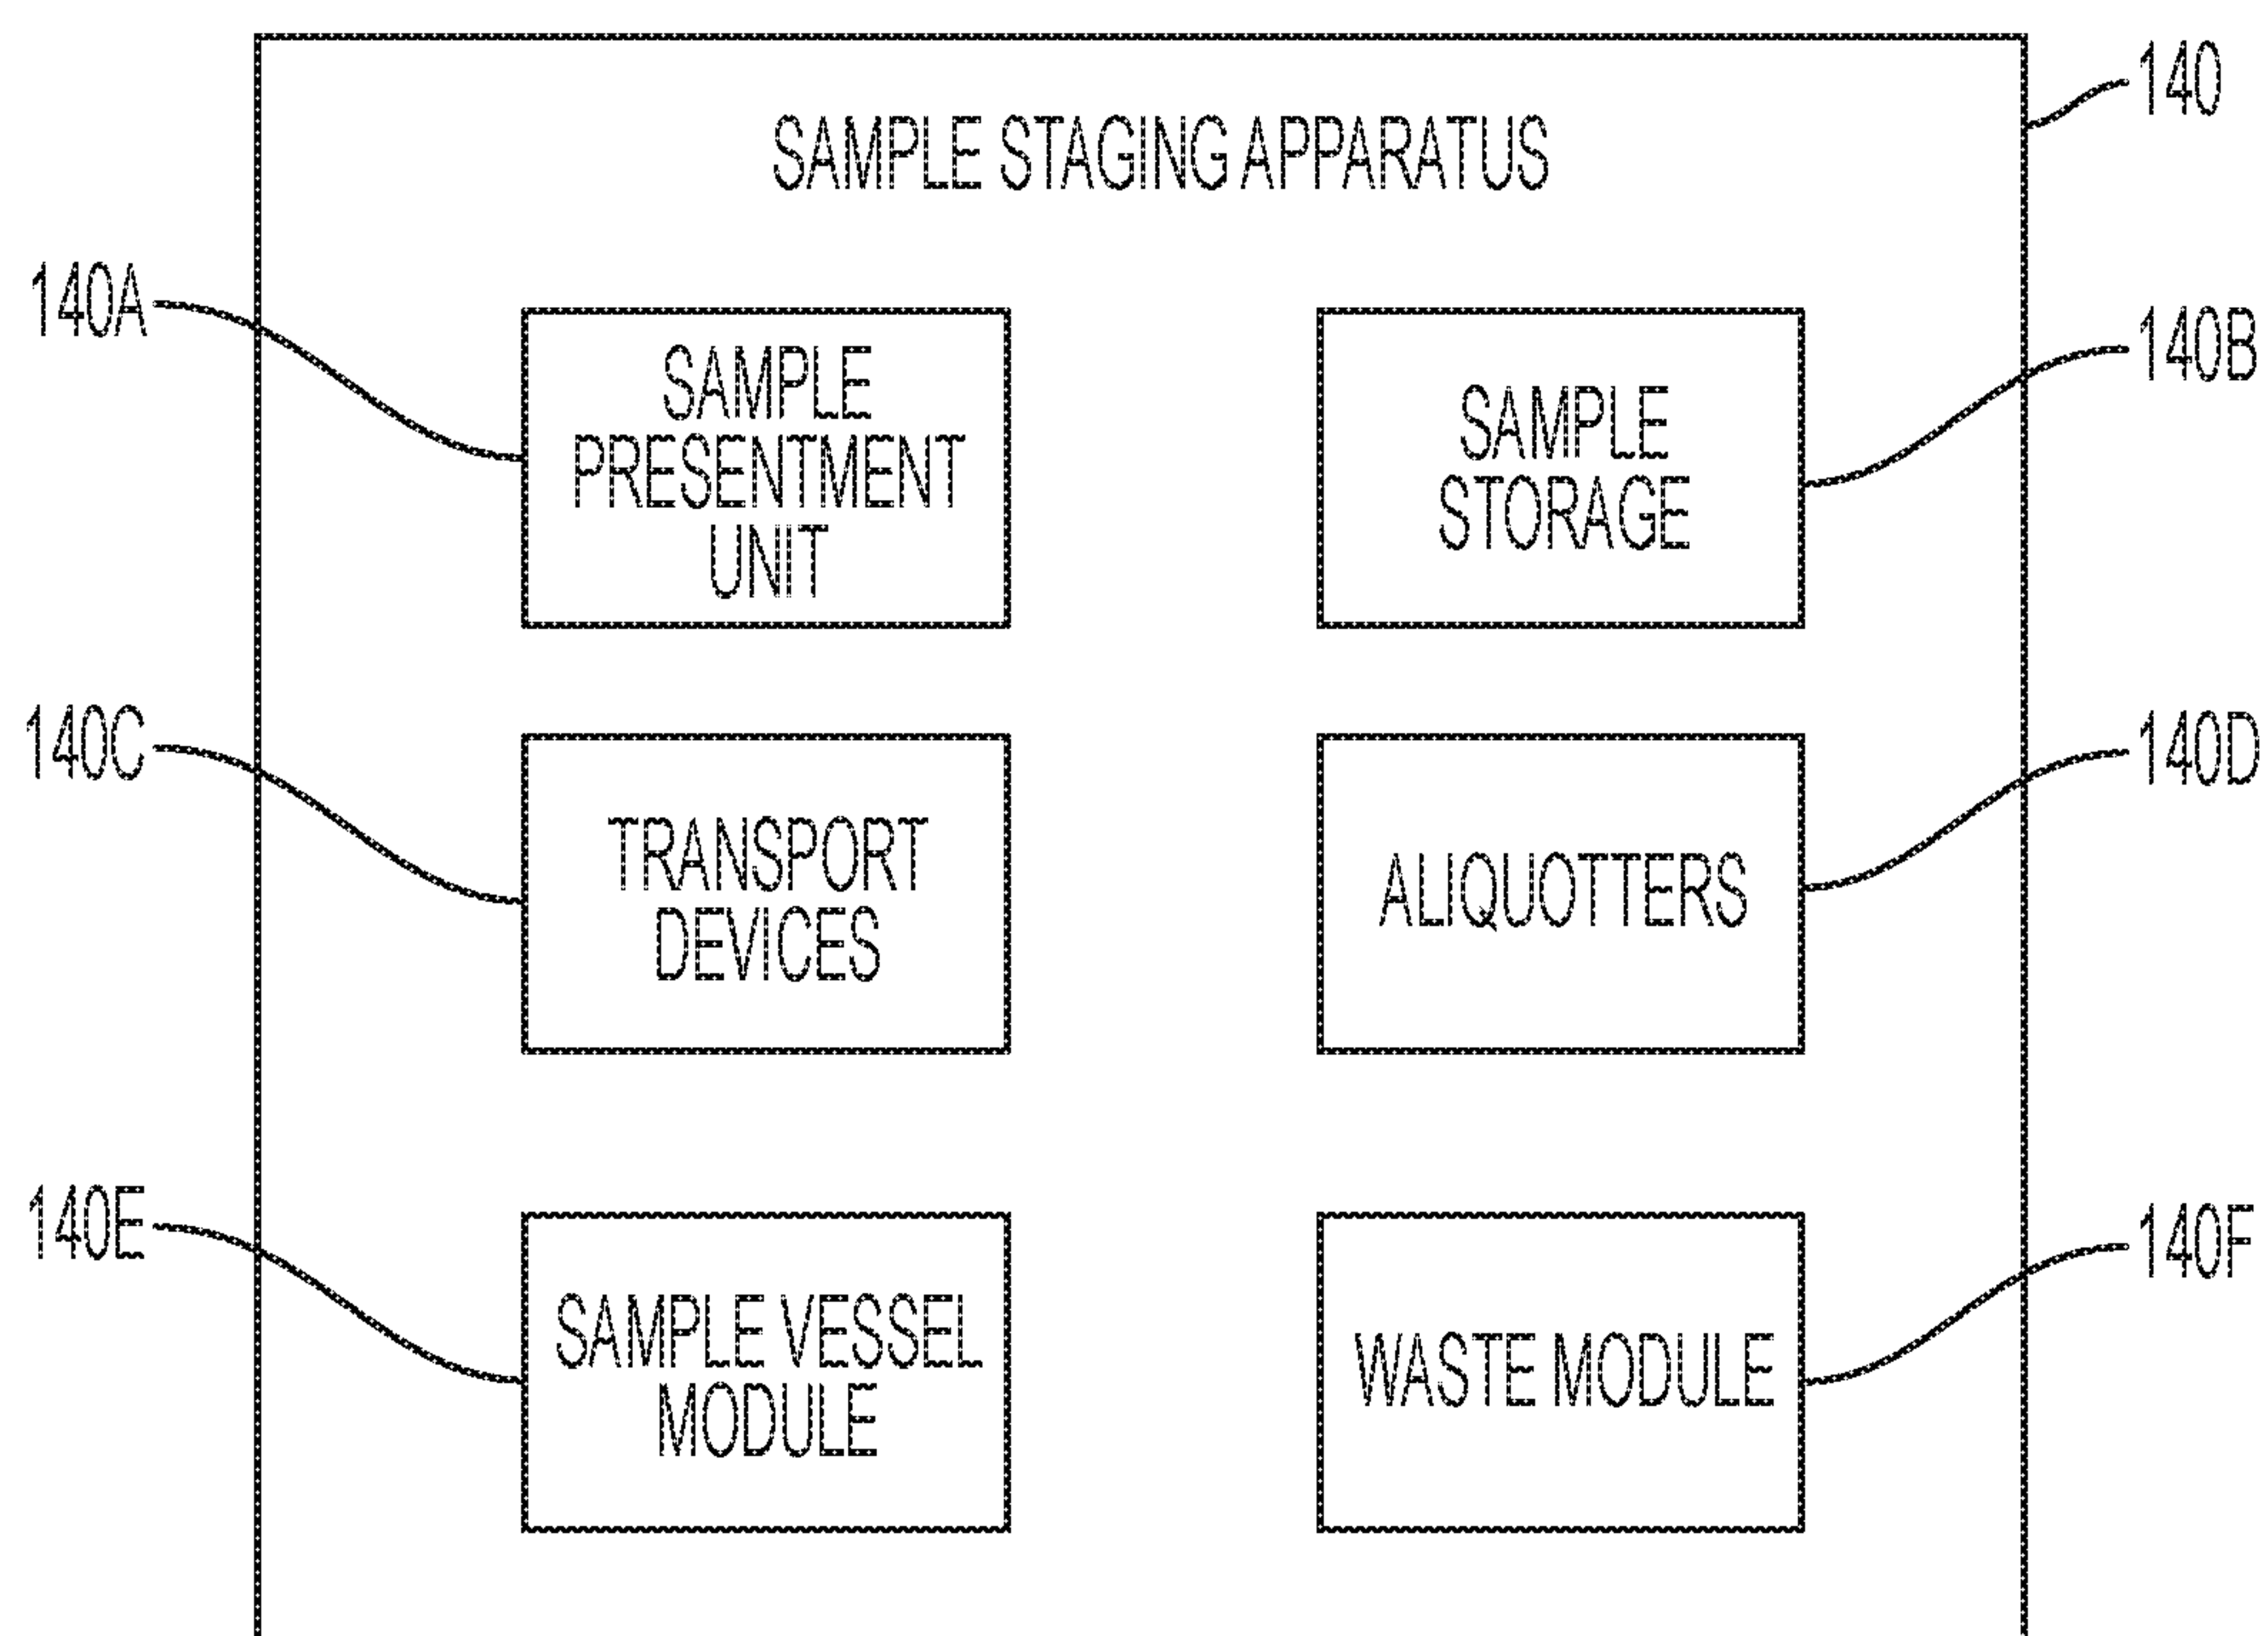 140
SAMPLE STAGING APPARATUS
140A
SAMPLE
PRESENTMENT
UNIT
SAMPLE
STORAGE
140B
140C
TRANSPORT
DEVICES
ALIQUOTTERS
140D
140E
SAMPLE VESSEL
MODULE
WASTE MODULE
140F